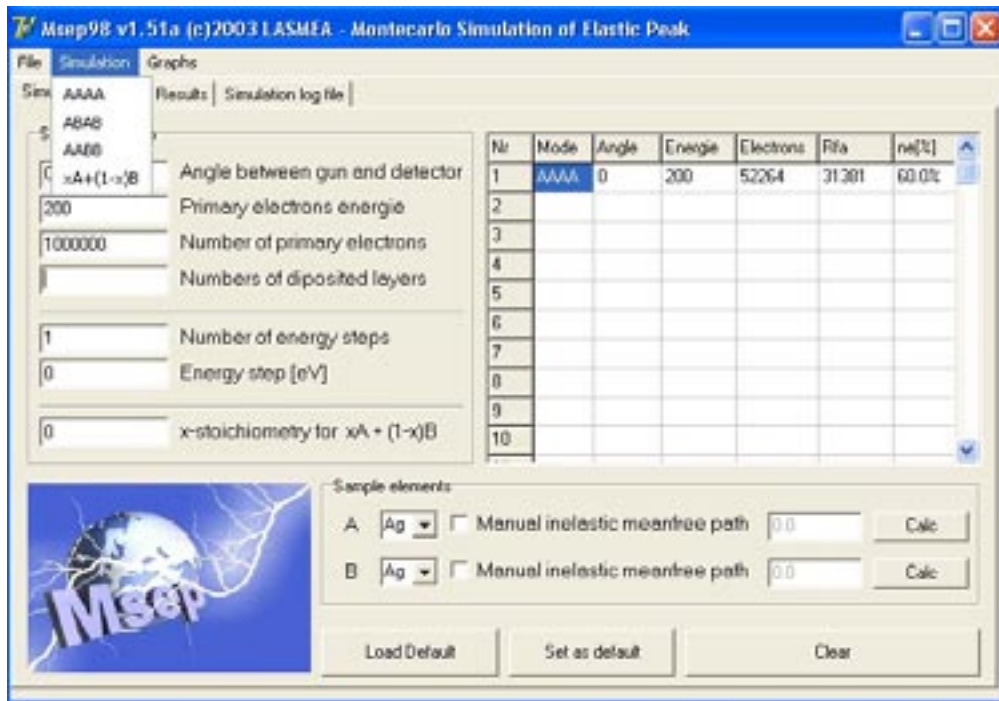 Msep98 v1.51a (c)2003 LASMEA - Montecarlo Simulation of Elastic Peak
File Simulation Graphs
Results Simulation log file
AAAA
ABAB
AABB
xA+(1-x)B
Angle between gun and detector
200 Primary electrons energie
1000000 Number of primary electrons
Numbers of diposited layers
1 Number of energy steps
0 Energy step [eV]
0 x-stoichiometry for xA + (1-x)B
Nr Mode Angle Energie Electrons Rfa ne[%]
1 AAAA 0 200 52264 31381 60.0%
2
3
4
5
6
7
8
9
10
Sample elements
A Ag Manual inelastic meanfree path 0.0 Calc
B Ag Manual inelastic meanfree path 0.0 Calc
Msep
Load Default Set as default Clear